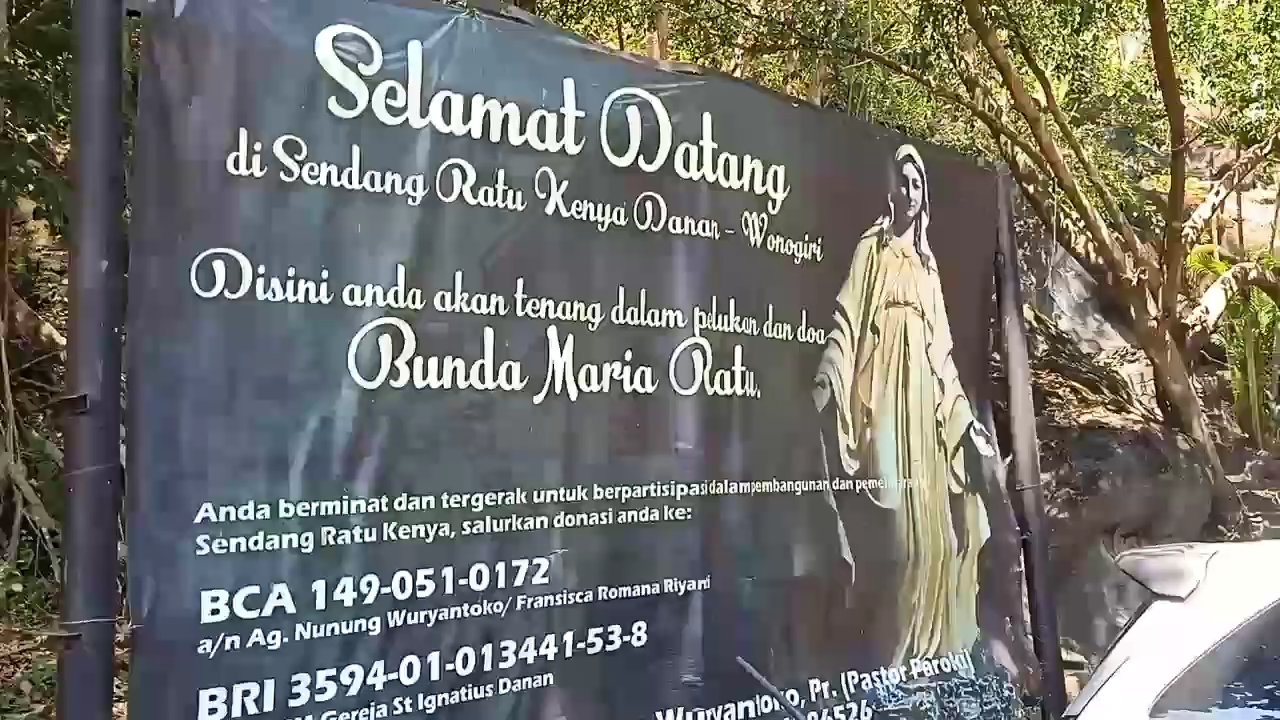 Selamat Datang
di Sendang Ratu Kenya Danan - Wonogiri
Disini anda akan tenang dalam pelukan dan doa
Bunda Maria Ratu.
Anda berminat dan tergerak untuk berpartisipasi dalam pembangunan dan
Sendang Ratu Kenya, salurkan donasi anda ke:
BCA 149-051-0172
a/n Ag. Nunung Wuryantoko/ Fransisca Romana Riyani
BRI 3594-01-013441-53-8
Gereja St Ignatius Danan
Wuryantoko, Pr. (Pastor Paroki)